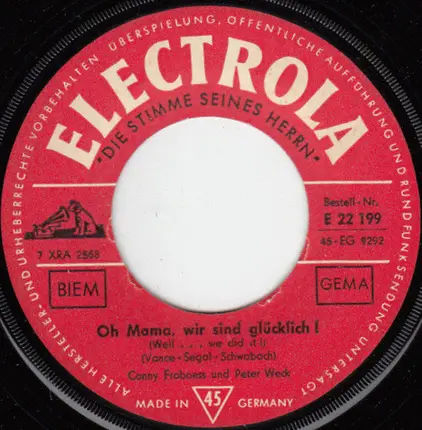 ALLE HERSTELLER- UND URHEBERRECHTE VORBEHALTEN ÜBERSPIELUNG, ÖFFENTLICHE AUFFÜHRUNG UND RUNDFUNKSENDUNG UNTERSAGT
ELECTROLA
"DIE STIMME SEINES HERRN"
Bestell-Nr.
E 22 199
45-EG 9292
7 XRA 2568
BIEM
GEMA
Oh Mama, wir sind glücklich!
(Well . . . we did it!)
(Vance - Segal - Schwabach)
Conny Froboess und Peter Weck
MADE IN 45 GERMANY